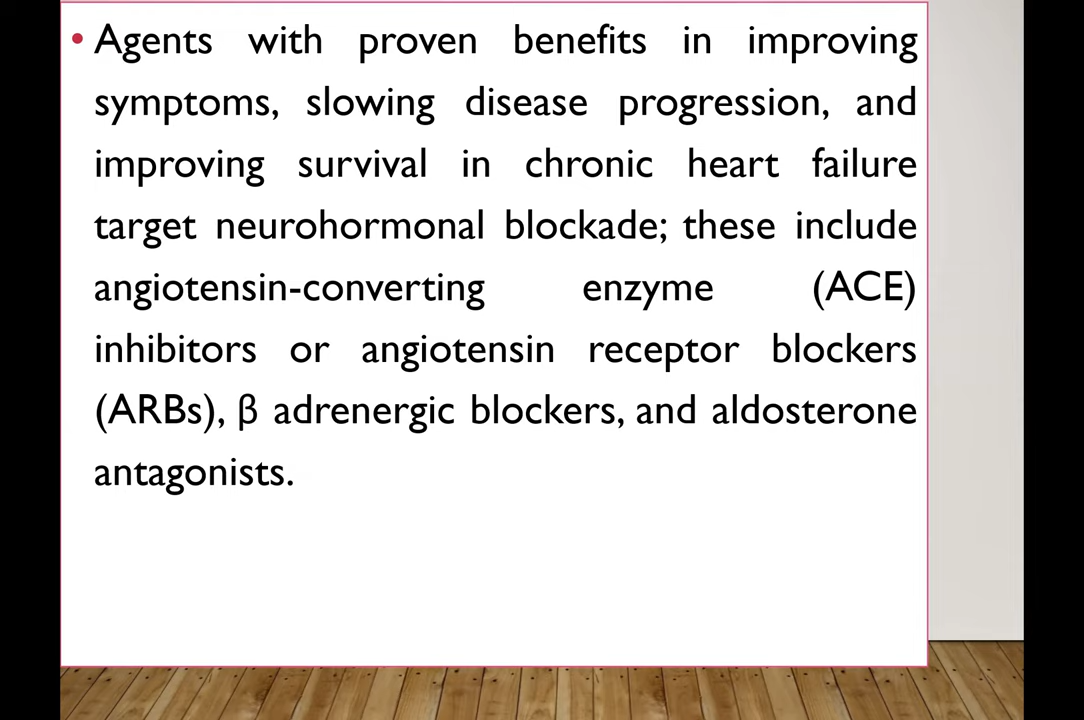 • Agents with proven benefits in improving
symptoms, slowing disease progression, and
improving survival in chronic heart failure
target neurohormonal blockade; these include
angiotensin-converting enzyme (ACE)
inhibitors or angiotensin receptor blockers
(ARBs), β adrenergic blockers, and aldosterone
antagonists.